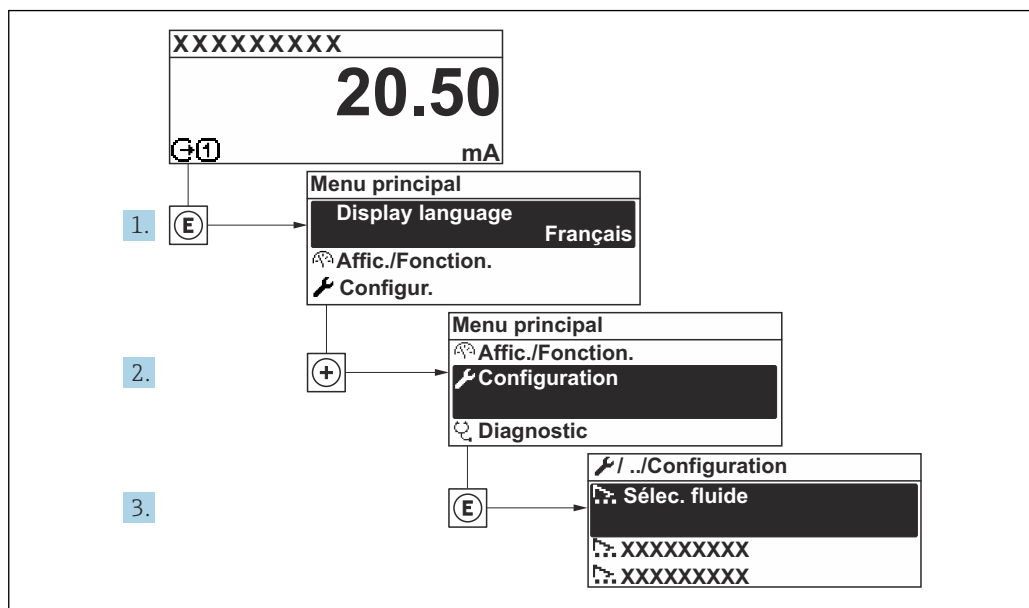 XXXXXXXXX
20.50
1
mA
Menu principal
1.
E
Display language
Français
Affic./Fonction.
Configur.
Menu principal
Affic./Fonction.
2.
+
Configuration
Diagnostic
/ ../Configuration
3.
E
Sélec. fluide
XXXXXXXXX
XXXXXXXXX